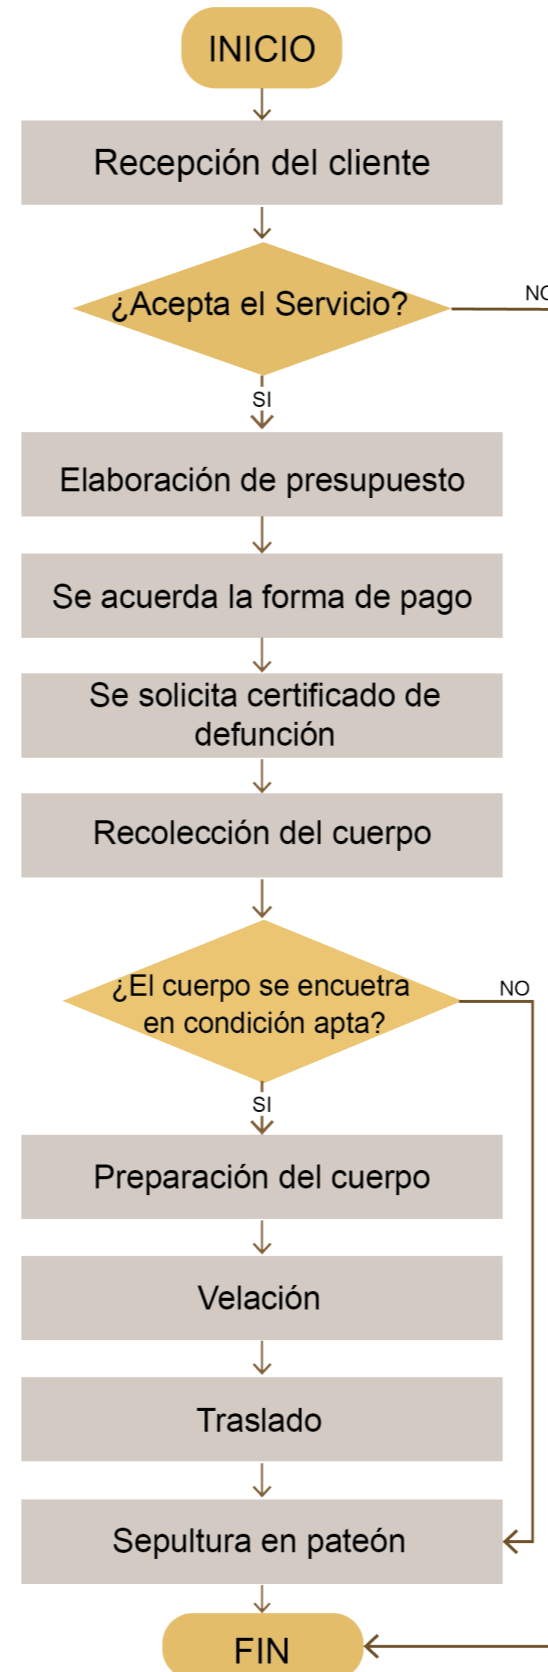 INICIO
Recepción del cliente
¿Acepta el Servicio?
NO
SI
Elaboración de presupuesto
Se acuerda la forma de pago
Se solicita certificado de
defunción
Recolección del cuerpo
¿El cuerpo se encuetra
en condición apta?
NO
SI
Preparación del cuerpo
Velación
Traslado
Sepultura en pateón
FIN